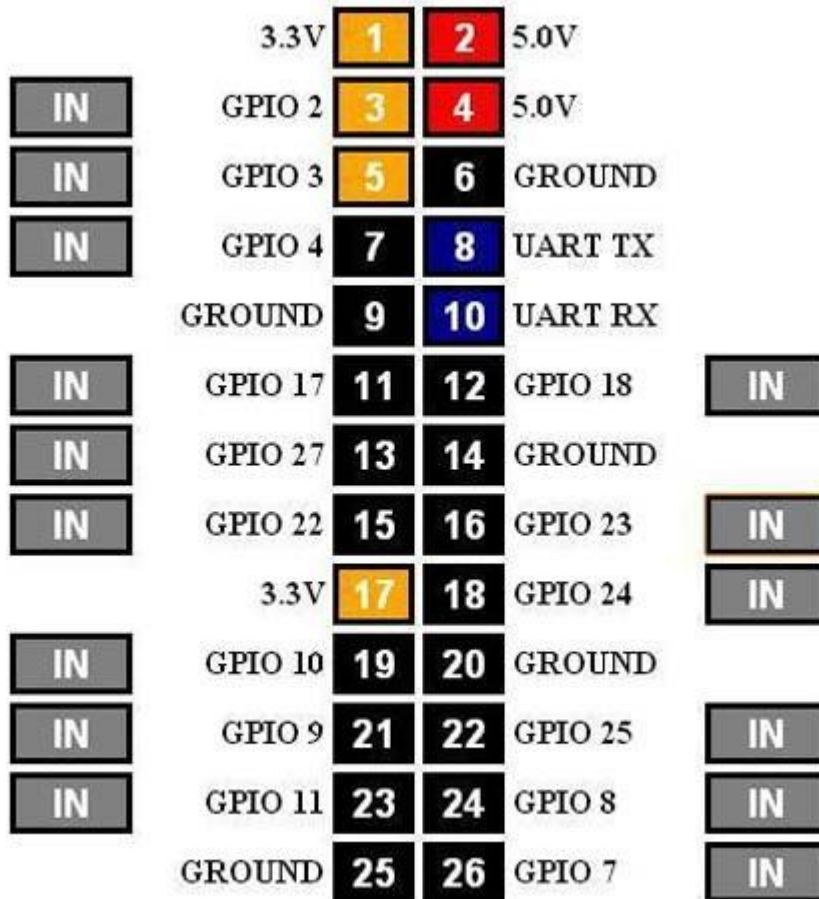 3.3V 1 2 5.0V
IN GPIO 2 3 4 5.0V
IN GPIO 3 5 6 GROUND
IN GPIO 4 7 8 UART TX
GROUND 9 10 UART RX
IN GPIO 17 11 12 GPIO 18 IN
IN GPIO 27 13 14 GROUND
IN GPIO 22 15 16 GPIO 23 IN
3.3V 17 18 GPIO 24 IN
IN GPIO 10 19 20 GROUND
IN GPIO 9 21 22 GPIO 25 IN
IN GPIO 11 23 24 GPIO 8 IN
GROUND 25 26 GPIO 7 IN